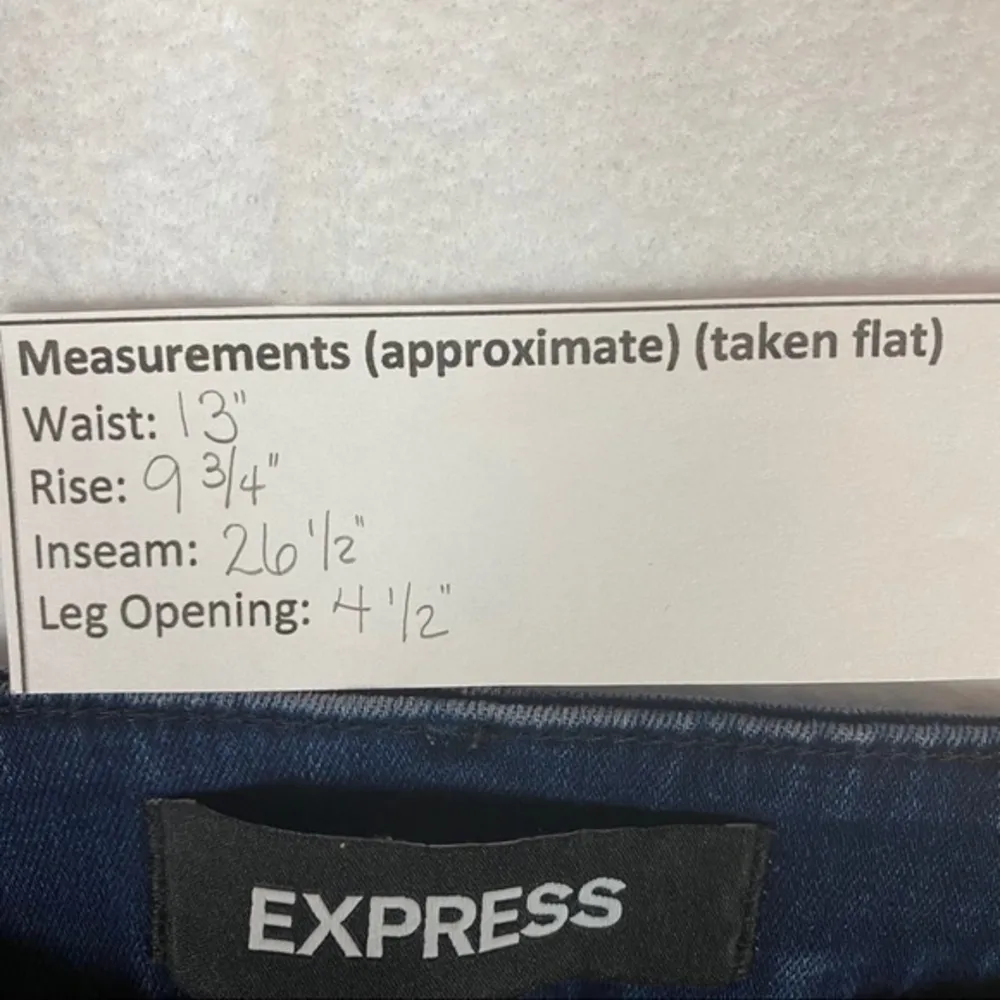 Measurements (approximate) (taken flat)
Waist: 13"
Rise: 9 3/4"
Inseam: 26 1/2"
Leg Opening: 4 1/2"
EXPRESS